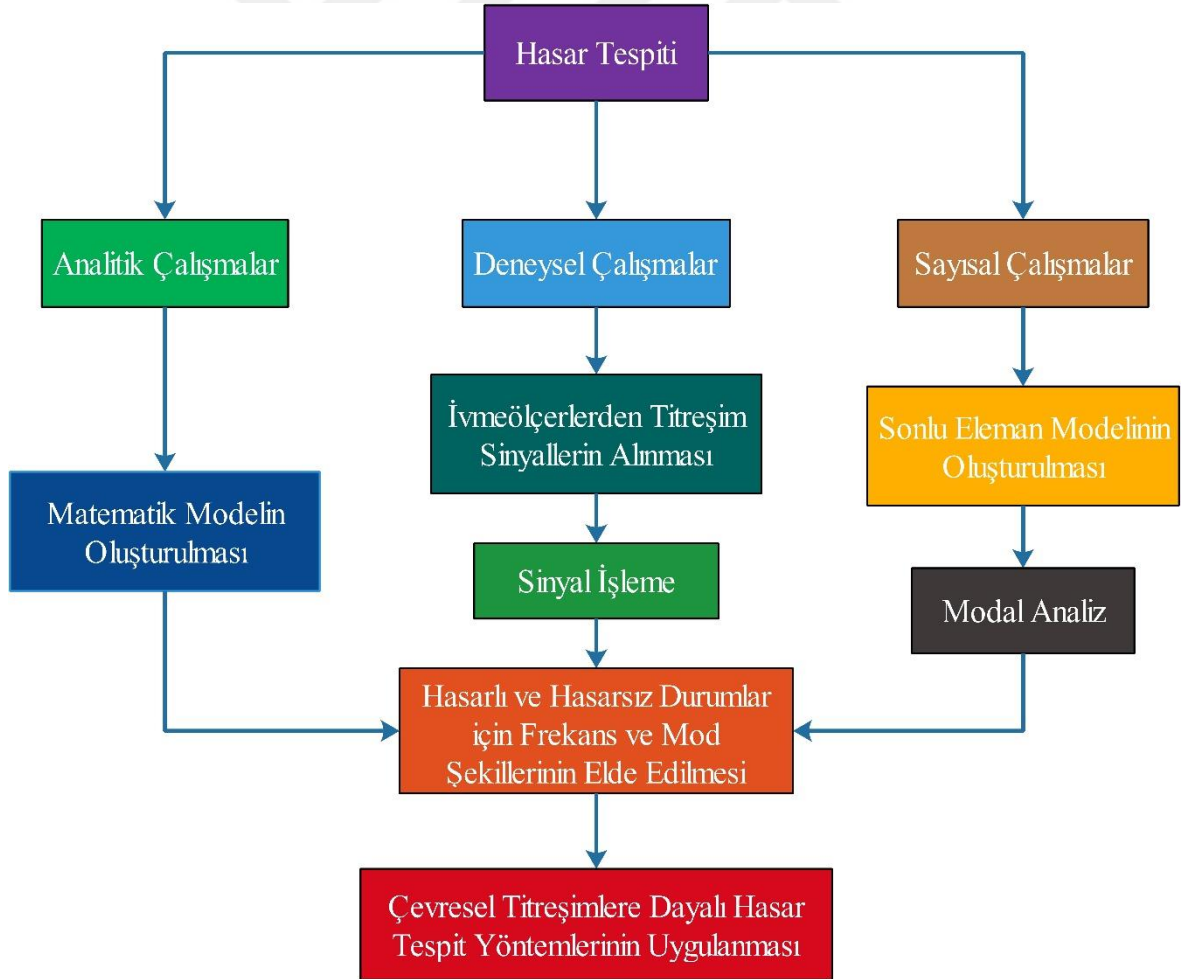 Hasar Tespiti
Analitik Çalışmalar
Deneysel Çalışmalar
Sayısal Çalışmalar
İvmeölçerlerden Titreşim
Sinyallerin Alınması
Sonlu Eleman Modelinin
Oluşturulması
Matematik Modelin
Oluşturulması
Sinyal İşleme
Modal Analiz
Hasarlı ve Hasarsız Durumlar
için Frekans ve Mod
Şekillerinin Elde Edilmesi
Çevresel Titreşimlere Dayalı Hasar
Tespit Yöntemlerinin Uygulanması